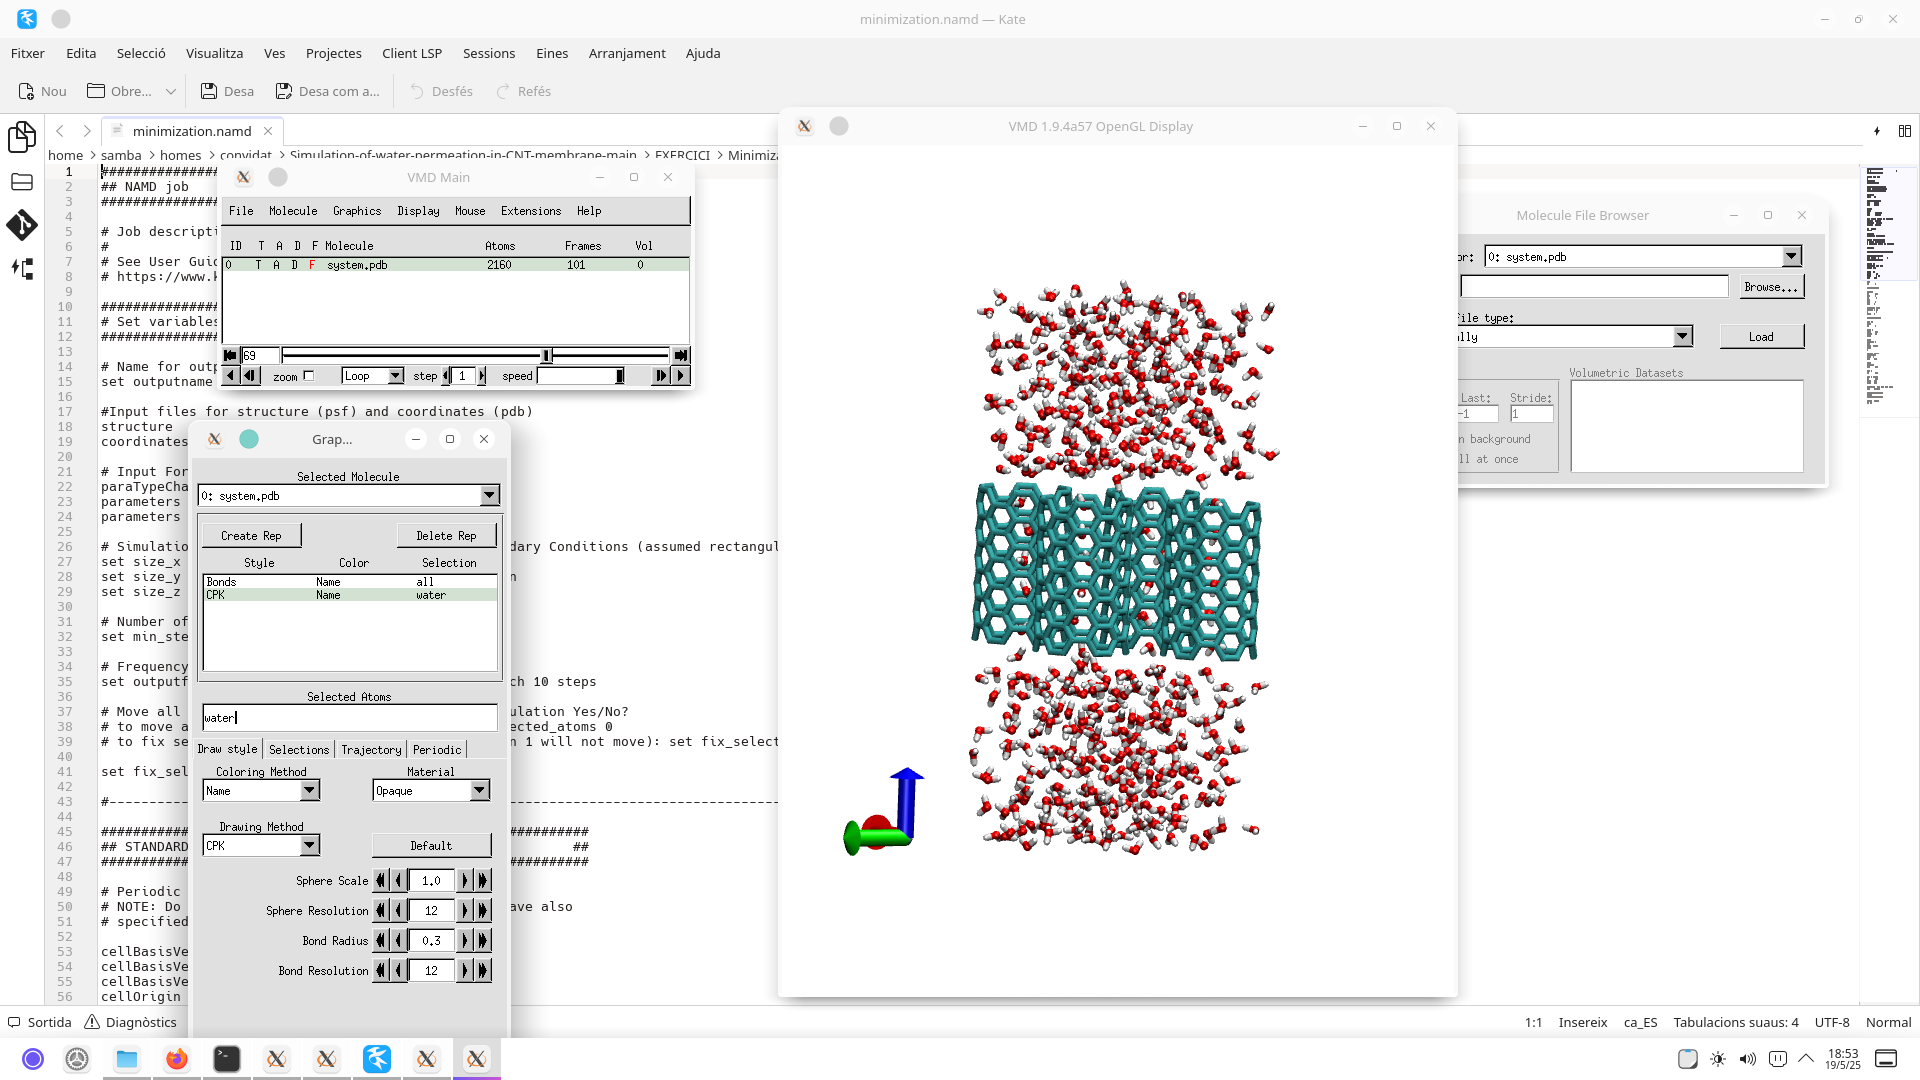 minimization.namd — Kate
Fitxer Edita Selecció Visualitza Ves Projectes Client LSP Sessions Eines Arranjament Ajuda
Nou Obre... Desa Desa com a... Desfés Refés
minimization.namd
home > samba > homes > convidat > Simulation-of-water-permeation-in-CNT-membrane-main > EXERCICI > Minimiz
1 ###############
2 ## NAMD job
3 ###############
4
5 # Job descripti
6 #
7 # See User Guid
8 # https://www.k
9
10 ###############
11 # Set variables
12 ###############
13
14 # Name for outp
15 set outputname
16
17 #Input files for structure (psf) and coordinates (pdb)
18 structure
19 coordinates
20
21 # Input For
22 paraTypeCha
23 parameters
24 parameters
25
26 # Simulatio dary Conditions (assumed rectangul
27 set size_x
28 set size_y n
29 set size_z
30
31 # Number of
32 set min_ste
33
34 # Frequency
35 set outputf ch 10 steps
36
37 # Move all ulation Yes/No?
38 # to move a ected_atoms 0
39 # to fix se n 1 will not move): set fix_select
40
41 set fix_sel
42
43 #-
44
45 ########### ##########
46 ## STANDARD ##
47 ########### ##########
48
49 # Periodic
50 # NOTE: Do ave also
51 # specified
52
53 cellBasisVe
54 cellBasisVe
55 cellBasisVe
56 cellOrigin
VMD Main
File Molecule Graphics Display Mouse Extensions Help
ID T A D F Molecule Atoms Frames Vol
0 T A D F system.pdb 2160 101 0
69
zoom Loop step 1 speed
Grap...
Selected Molecule
0: system.pdb
Create Rep Delete Rep
Style Color Selection
Bonds Name all
CPK Name water
Selected Atoms
water
Draw style Selections Trajectory Periodic
Coloring Method Material
Name Opaque
Drawing Method
CPK Default
Sphere Scale 1.0
Sphere Resolution 12
Bond Radius 0.3
Bond Resolution 12
VMD 1.9.4a57 OpenGL Display
Molecule File Browser
or: 0: system.pdb
Browse...
ile type:
lly Load
Volumetric Datasets
Last: Stride:
-1 1
n background
ll at once
Sortida Diagnòstics 1:1 Insereix ca_ES Tabulacions suaus: 4 UTF-8 Normal
18:53
19/5/25